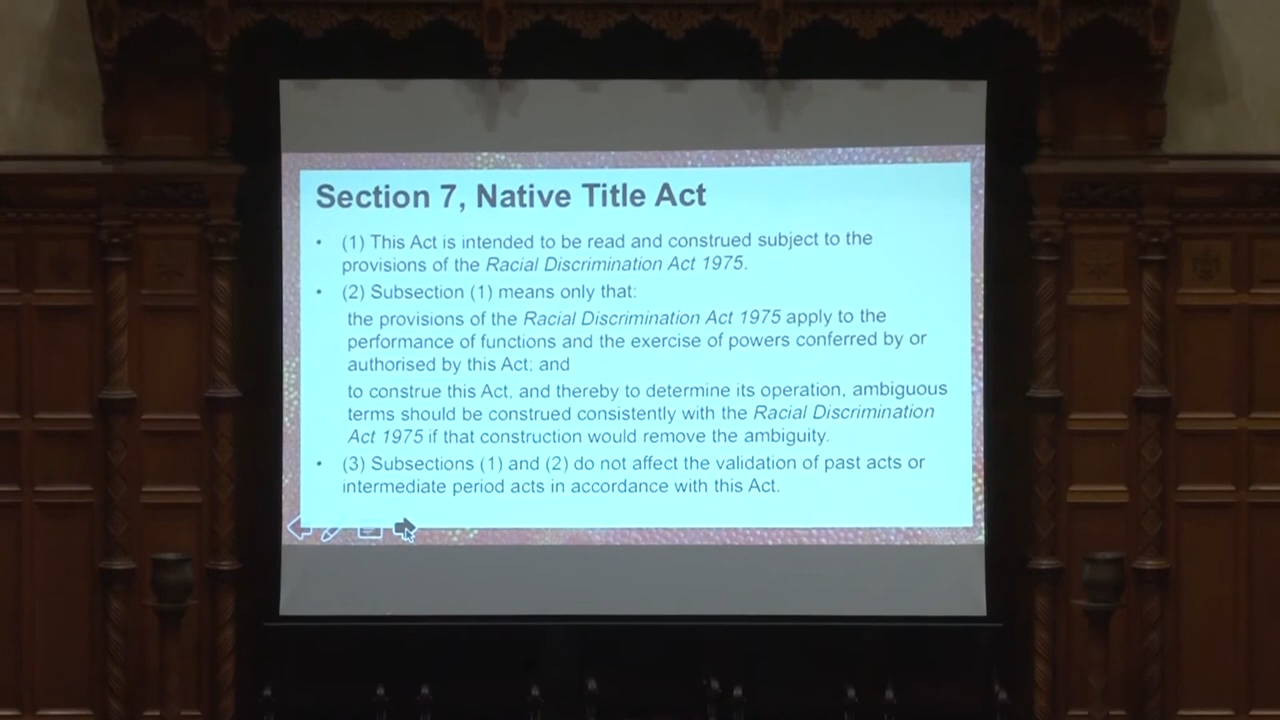 Section 7, Native Title Act
• (1) This Act is intended to be read and construed subject to the
provisions of the Racial Discrimination Act 1975.
• (2) Subsection (1) means only that:
the provisions of the Racial Discrimination Act 1975 apply to the
performance of functions and the exercise of powers conferred by or
authorised by this Act; and
to construe this Act, and thereby to determine its operation, ambiguous
terms should be construed consistently with the Racial Discrimination
Act 1975 if that construction would remove the ambiguity.
• (3) Subsections (1) and (2) do not affect the validation of past acts or
intermediate period acts in accordance with this Act.